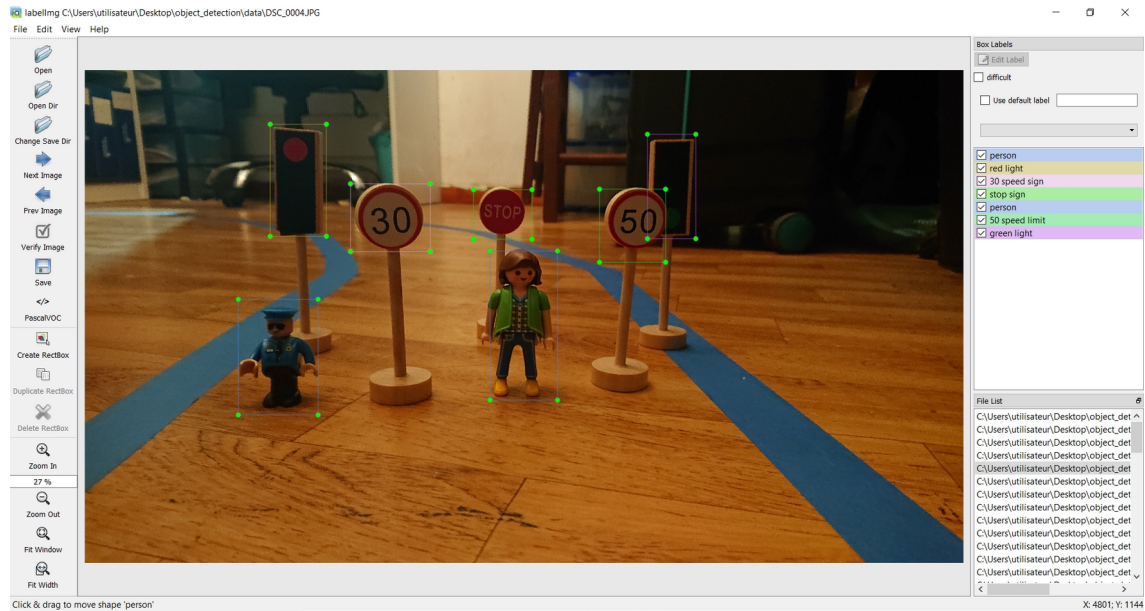 labelImg C:\Users\utilisateur\Desktop\object_detection\data\DSC_0004.JPG
File Edit View Help
Open
Open Dir
Change Save Dir
Next Image
Prev Image
Verify Image
Save
</>
PascalVOC
Create RectBox
Duplicate RectBox
Delete RectBox
Zoom In
27 %
Zoom Out
Fit Window
Fit Width
30
STOP
50
Box Labels
Edit Label
difficult
Use default label
person
red light
30 speed sign
stop sign
person
50 speed limit
green light
File List
C:\Users\utilisateur\Desktop\object_det
C:\Users\utilisateur\Desktop\object_det
C:\Users\utilisateur\Desktop\object_det
C:\Users\utilisateur\Desktop\object_det
C:\Users\utilisateur\Desktop\object_det
C:\Users\utilisateur\Desktop\object_det
C:\Users\utilisateur\Desktop\object_det
C:\Users\utilisateur\Desktop\object_det
C:\Users\utilisateur\Desktop\object_det
C:\Users\utilisateur\Desktop\object_det
C:\Users\utilisateur\Desktop\object_det
C:\Users\utilisateur\Desktop\object_det
C:\Users\utilisateur\Desktop\object_det
Click & drag to move shape 'person'
X: 4801; Y: 1144